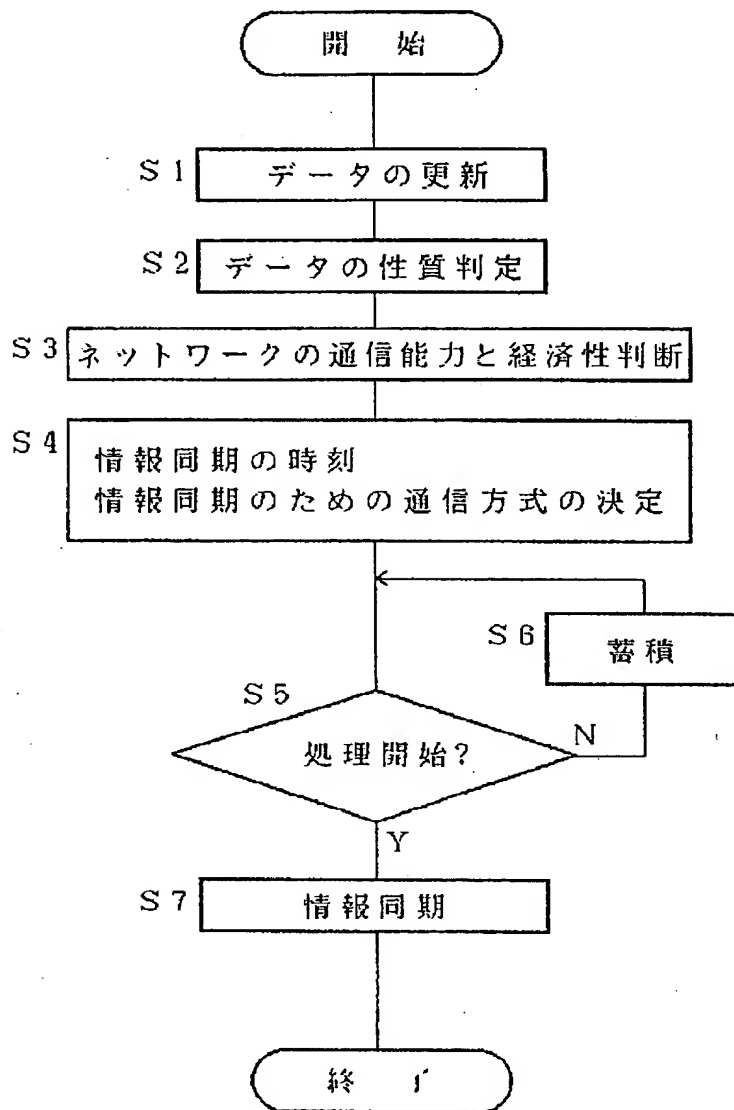 開 始
S1 データの更新
S2 データの性質判定
S3 ネットワークの通信能力と経済性判断
S4
情報同期の時刻
情報同期のための通信方式の決定
S6 蓄積
S5
処理開始?
N
Y
S7 情報同期
終 了